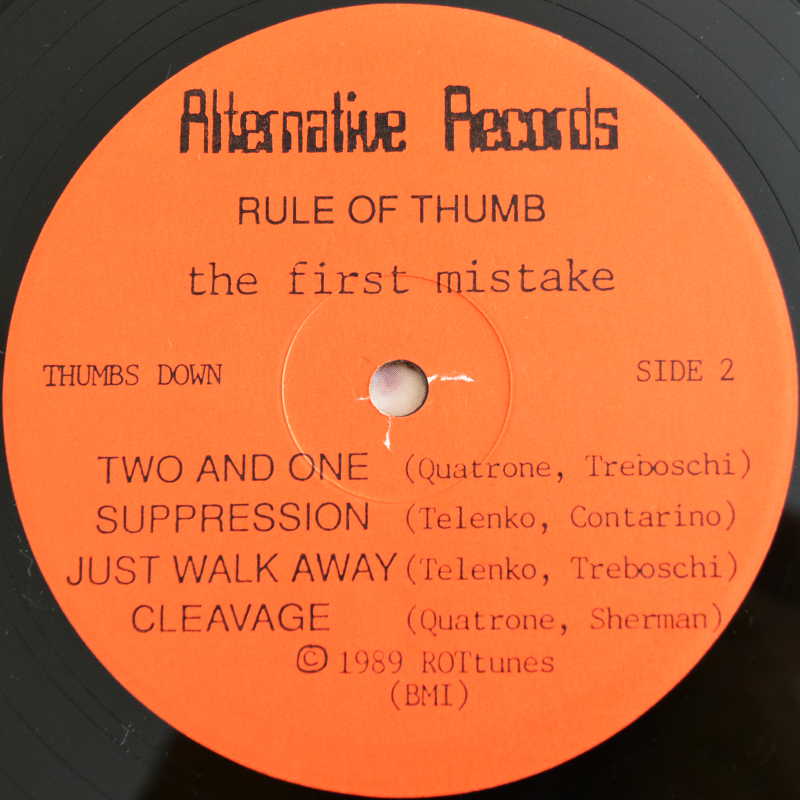 Alternative Records
RULE OF THUMB
the first mistake
THUMBS DOWN SIDE 2
TWO AND ONE (Quatrone, Treboschi)
SUPPRESSION (Telenko, Contarino)
JUST WALK AWAY (Telenko, Treboschi)
CLEAVAGE (Quatrone, Sherman)
© 1989 ROTtunes
(BMI)